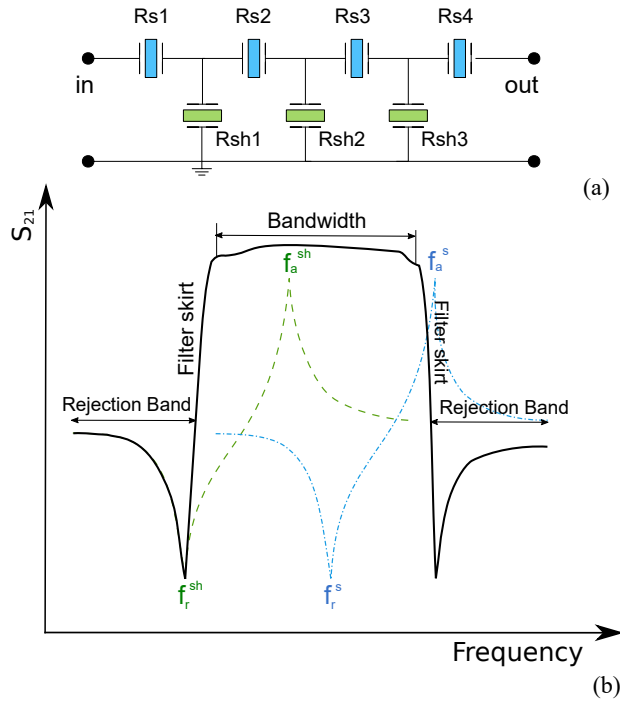 Rs1 Rs2 Rs3 Rs4
in out
Rsh1 Rsh2 Rsh3
(a)
S21
Bandwidth
fa sh fa s
Filter skirt Filter skirt
Rejection Band Rejection Band
fr sh fr s
Frequency
(b)